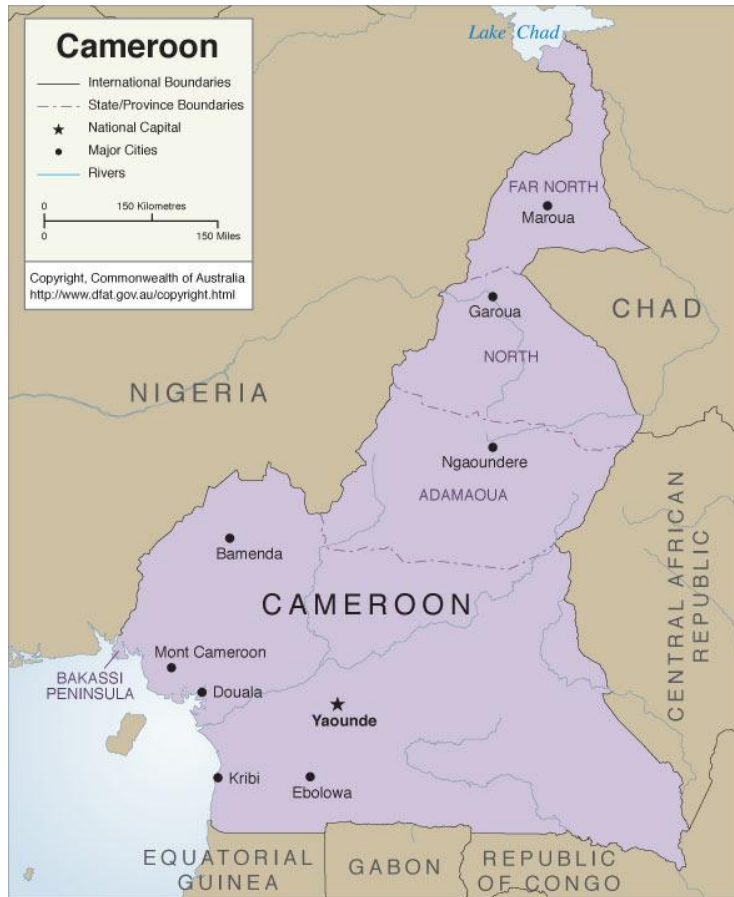 Cameroon
International Boundaries
State/Province Boundaries
National Capital
Major Cities
Rivers
0 150 Kilometres
0 150 Miles
Copyright, Commonwealth of Australia
http://www.dfat.gov.au/copyright.html
Lake Chad
FAR NORTH
Maroua
Garoua
CHAD
NORTH
NIGERIA
Ngaoundere
ADAMAOUA
Bamenda
CAMEROON
CENTRAL AFRICAN
REPUBLIC
Mont Cameroon
BAKASSI
PENINSULA
Douala
Yaounde
Kribi
Ebolowa
EQUATORIAL
GUINEA
GABON
REPUBLIC
OF CONGO